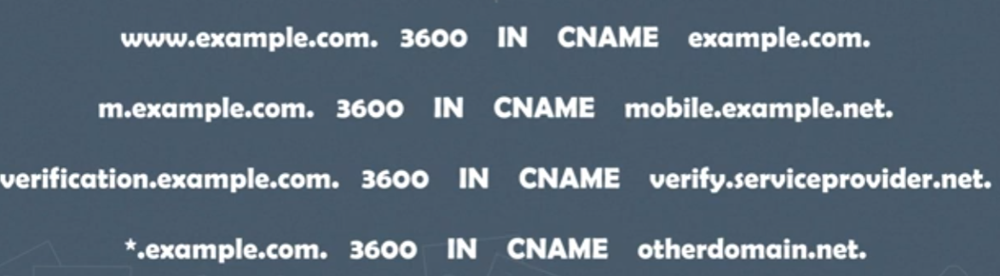 www.example.com. 3600 IN CNAME example.com.
m.example.com. 3600 IN CNAME mobile.example.net.
verification.example.com. 3600 IN CNAME verify.serviceprovider.net.
*.example.com. 3600 IN CNAME otherdomain.net.